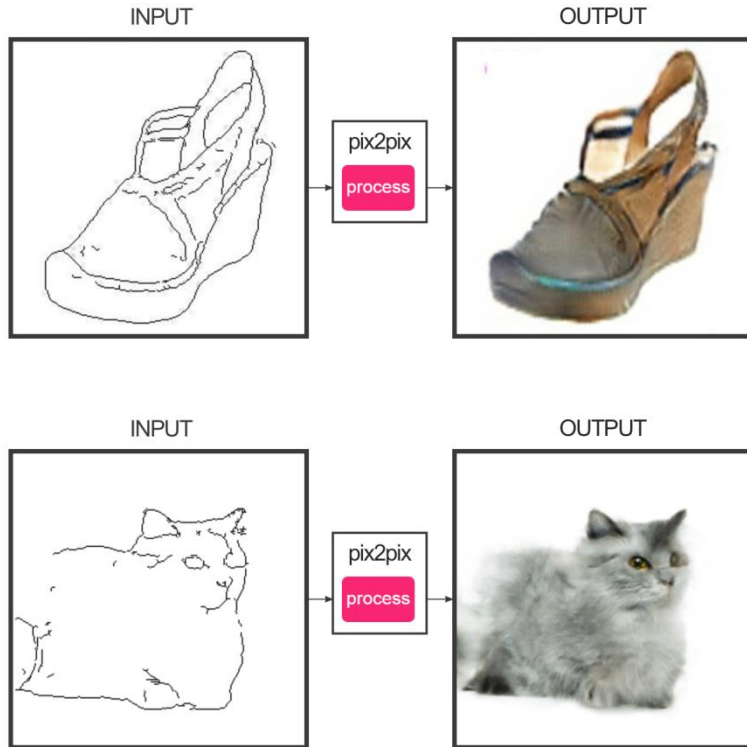 INPUT
OUTPUT
pix2pix
process
INPUT
OUTPUT
pix2pix
process